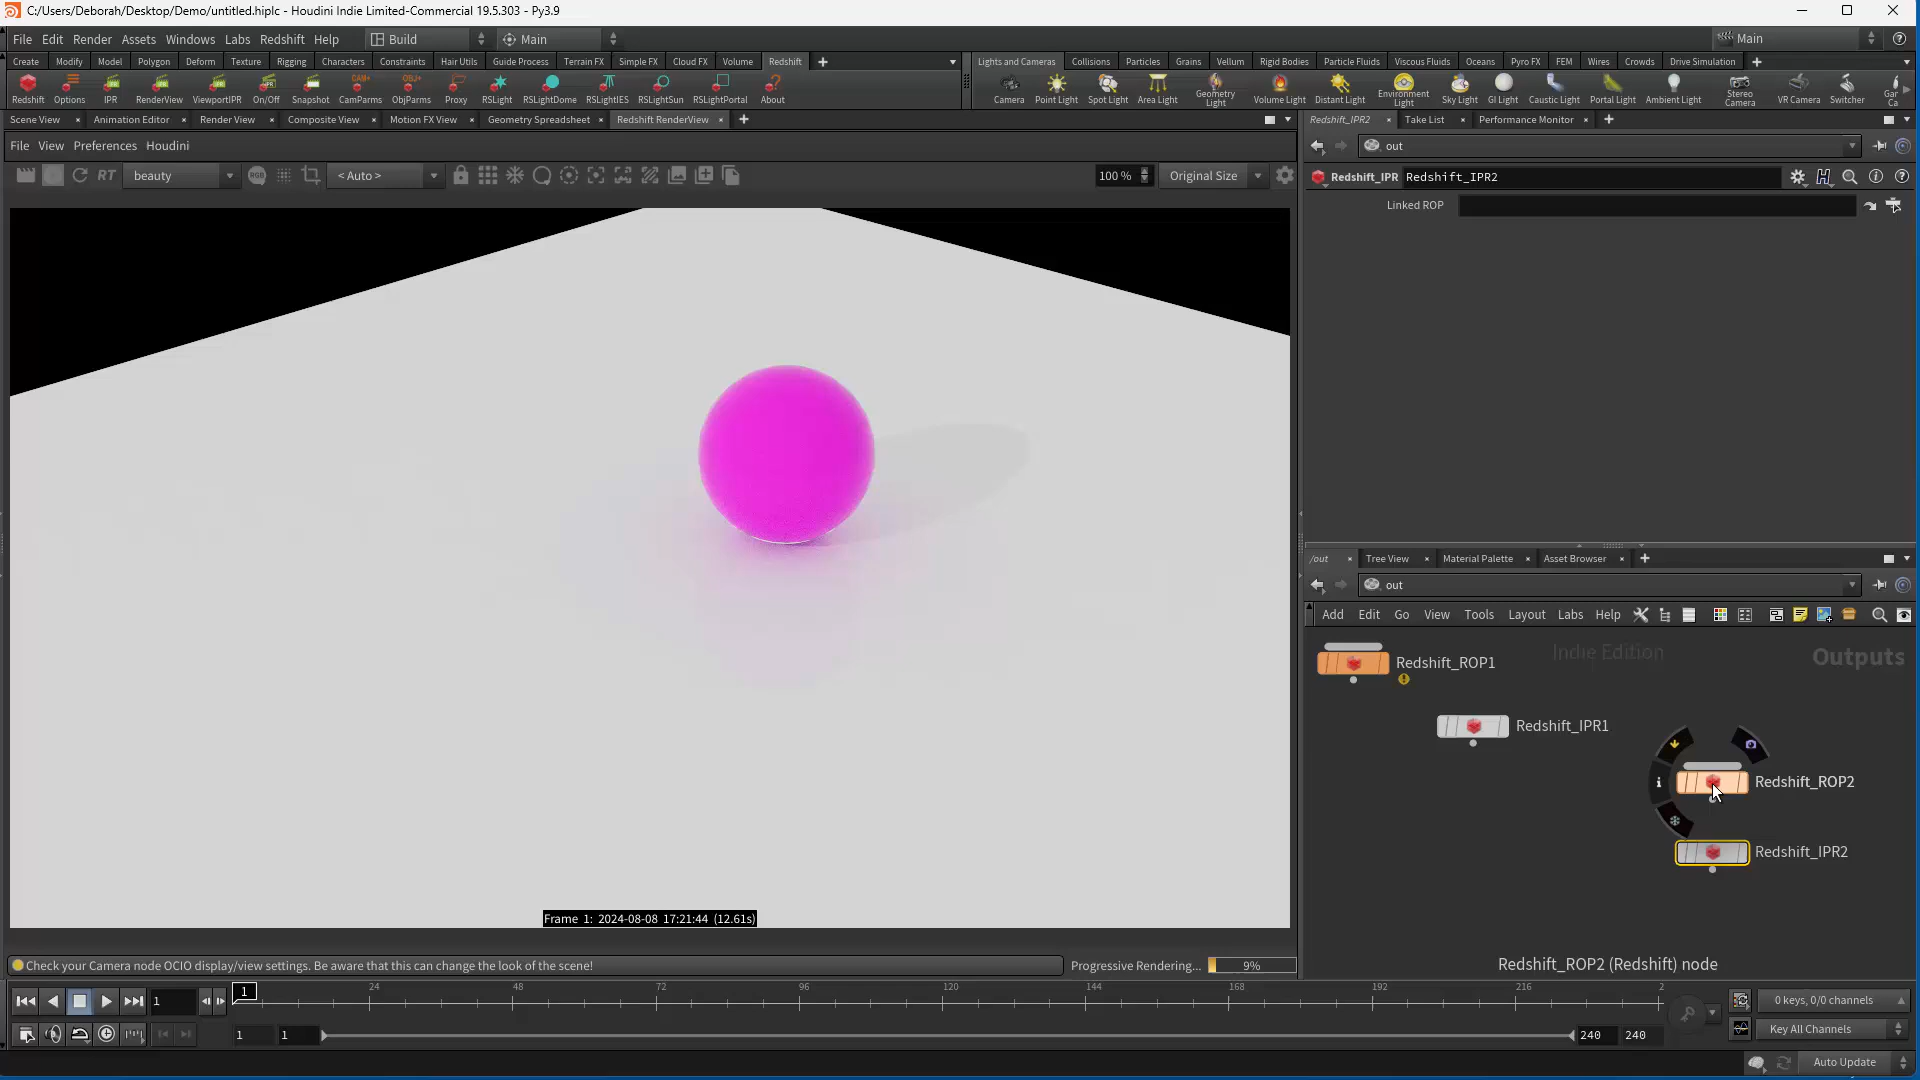 C:/Users/Deborah/Desktop/Demo/untitled.hiplc - Houdini Indie Limited-Commercial 19.5.303 - Py3.9
File Edit Render Assets Windows Labs Redshift Help Build Main Main
Create Modify Model Polygon Deform Texture Rigging Characters Constraints Hair Utils Guide Process Terrain FX Simple FX Cloud FX Volume Redshift
Lights and Cameras Collisions Particles Grains Vellum Rigid Bodies Particle Fluids Viscous Fluids Oceans Pyro FX FEM Wires Crowds Drive Simulation
Redshift Options IPR RenderView ViewportIPR On/Off Snapshot CamParms ObjParms Proxy RSLight RSLightDome RSLightIES RSLightSun RSLightPortal About
Camera Point Light Spot Light Area Light Geometry Light Volume Light Distant Light Environment Light Sky Light GI Light Caustic Light Portal Light Ambient Light Stereo Camera VR Camera Switcher
Scene View Animation Editor Render View Composite View Motion FX View Geometry Spreadsheet Redshift RenderView
Redshift_IPR2 Take List Performance Monitor
File View Preferences Houdini
out
RT beauty < Auto > 100 % Original Size
Redshift_IPR Redshift_IPR2
Linked ROP
/out Tree View Material Palette Asset Browser
out
Add Edit Go View Tools Layout Labs Help
Indie Edition
Outputs
Redshift_ROP1
Redshift_IPR1
Redshift_ROP2
Redshift_IPR2
Redshift_ROP2 (Redshift) node
Frame 1: 2024-08-08 17:21:44 (12.61s)
Check your Camera node OCIO display/view settings. Be aware that this can change the look of the scene!
Progressive Rendering... 9%
1 1 24 48 72 96 120 144 168 192 216 2
0 keys, 0/0 channels
1 1 240 240
Key All Channels
Auto Update